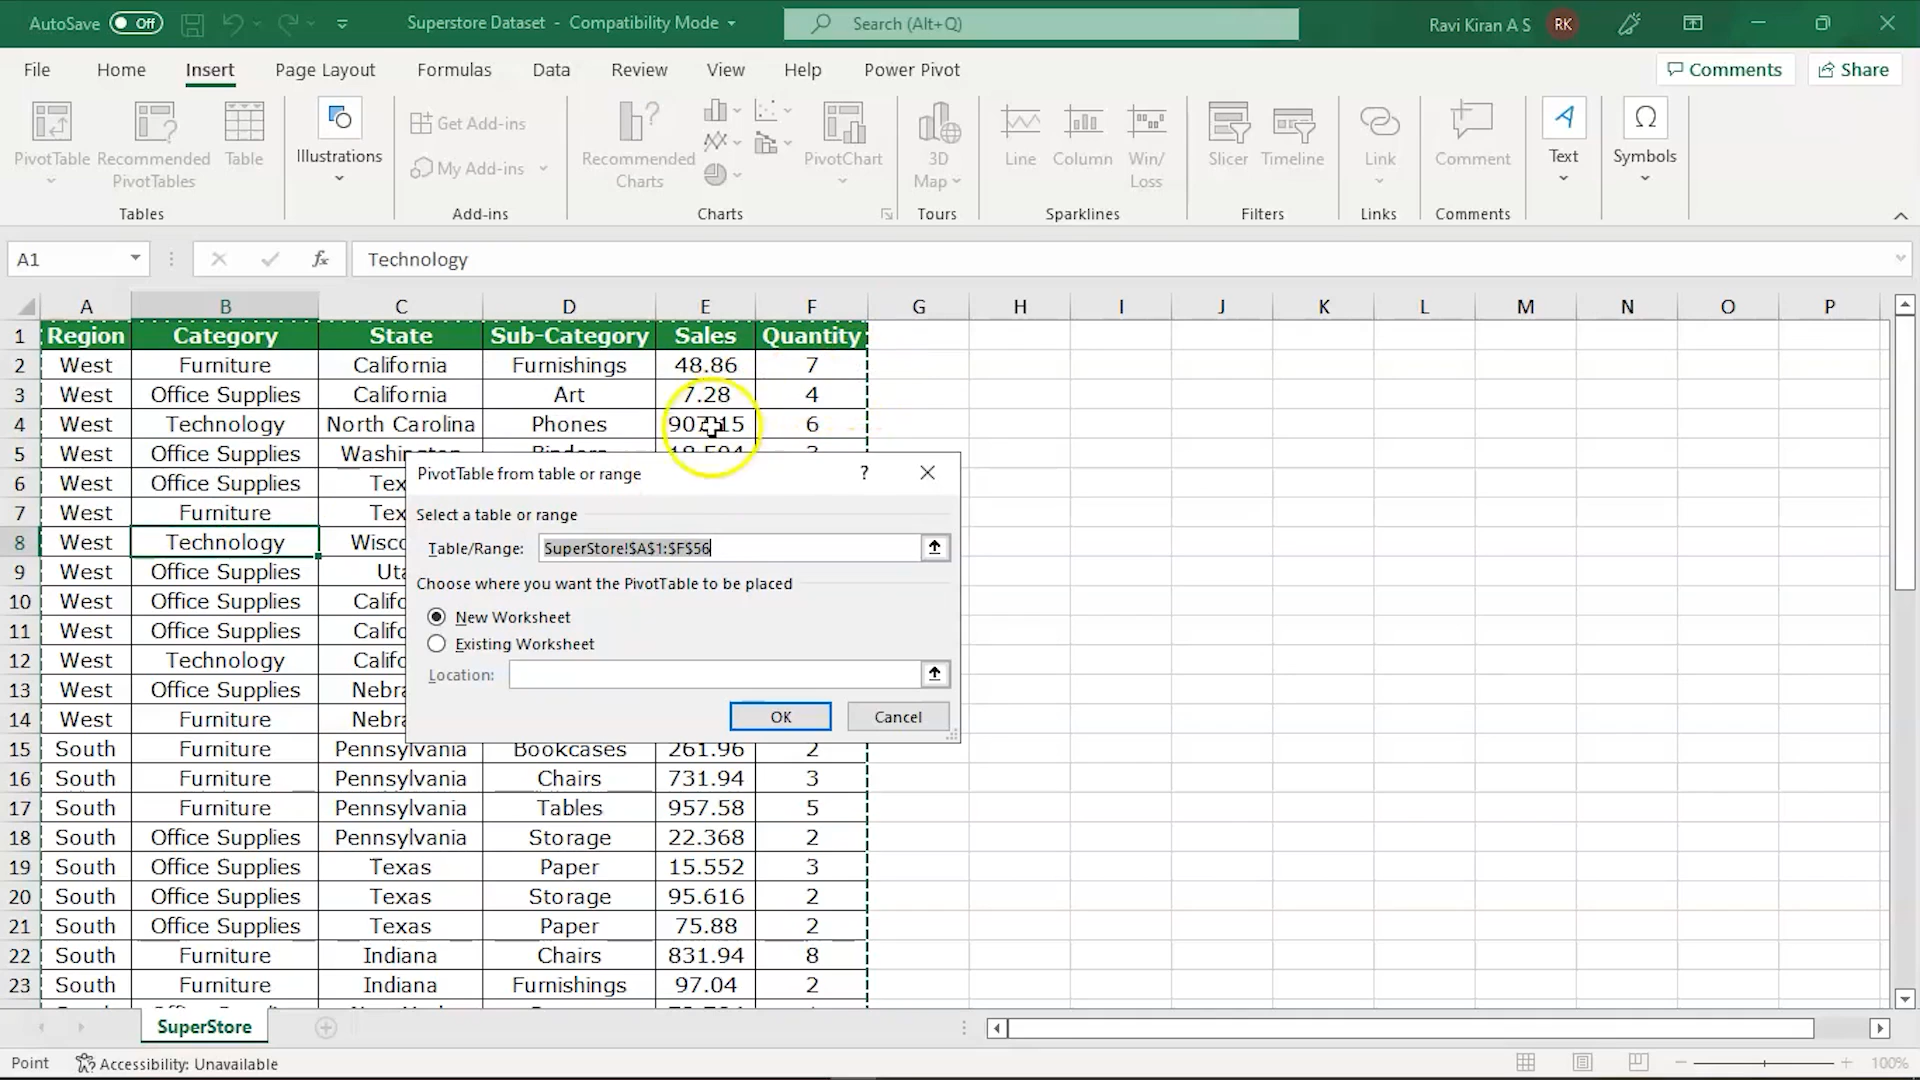 AutoSave Off Superstore Dataset - Compatibility Mode Search (Alt+Q) Ravi Kiran A S RK
File Home Insert Page Layout Formulas Data Review View Help Power Pivot Comments Share
PivotTable
Recommended PivotTables
Table
Tables
Illustrations
Get Add-ins
My Add-ins
Add-ins
Recommended Charts
PivotChart
Charts
3D Map
Tours
Line
Column
Win/Loss
Sparklines
Slicer
Timeline
Filters
Link
Links
Comment
Comments
Text
Symbols
A1 fx Technology
A B C D E F G H I J K L M N O P
1 Region Category State Sub-Category Sales Quantity
2 West Furniture California Furnishings 48.86 7
3 West Office Supplies California Art 7.28 4
4 West Technology North Carolina Phones 6
5 West Office Supplies
6 West Office Supplies
7 West Furniture
8 West Technology
9 West Office Supplies
10 West Office Supplies
11 West Office Supplies
12 West Technology
13 West Office Supplies
14 West Furniture
15 South Furniture Pennsylvania Bookcases 261.96 2
16 South Furniture Pennsylvania Chairs 731.94 3
17 South Furniture Pennsylvania Tables 957.58 5
18 South Office Supplies Pennsylvania Storage 22.368 2
19 South Office Supplies Texas Paper 15.552 3
20 South Office Supplies Texas Storage 95.616 2
21 South Office Supplies Texas Paper 75.88 2
22 South Furniture Indiana Chairs 831.94 8
23 South Furniture Indiana Furnishings 97.04 2
PivotTable from table or range ?
Select a table or range
Table/Range: SuperStore!$A$1:$F$56
Choose where you want the PivotTable to be placed
New Worksheet
Existing Worksheet
Location:
OK Cancel
SuperStore
Point Accessibility: Unavailable 100%